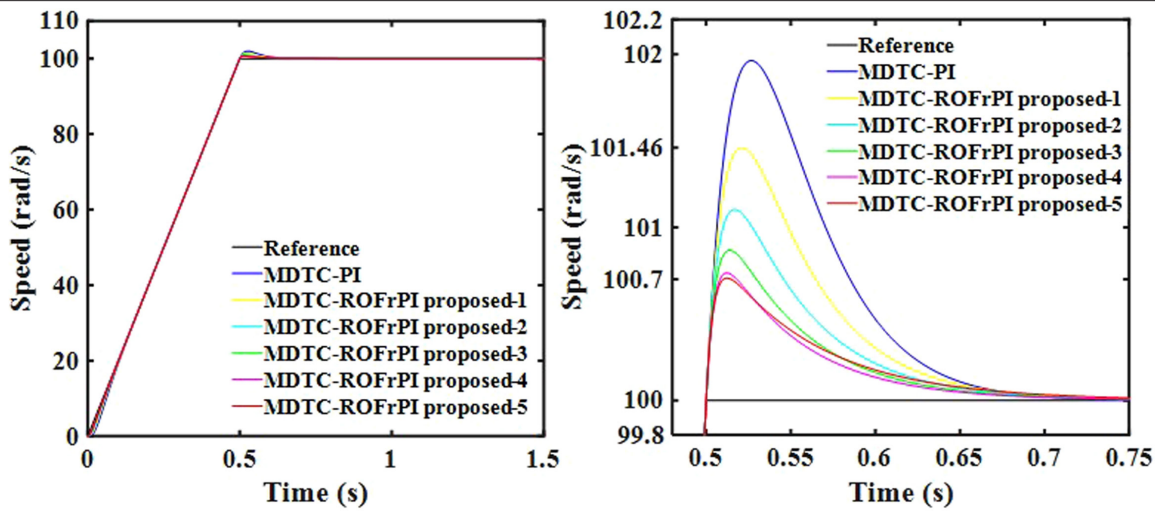 110
100
80
60
40
20
0
Speed (rad/s)
Reference
MDTC-PI
MDTC-ROFrPI proposed-1
MDTC-ROFrPI proposed-2
MDTC-ROFrPI proposed-3
MDTC-ROFrPI proposed-4
MDTC-ROFrPI proposed-5
0 0.5 1 1.5
Time (s)
102.2
102
101.46
101
100.7
100
99.8
Speed (rad/s)
Reference
MDTC-PI
MDTC-ROFrPI proposed-1
MDTC-ROFrPI proposed-2
MDTC-ROFrPI proposed-3
MDTC-ROFrPI proposed-4
MDTC-ROFrPI proposed-5
0.5 0.55 0.6 0.65 0.7 0.75
Time (s)